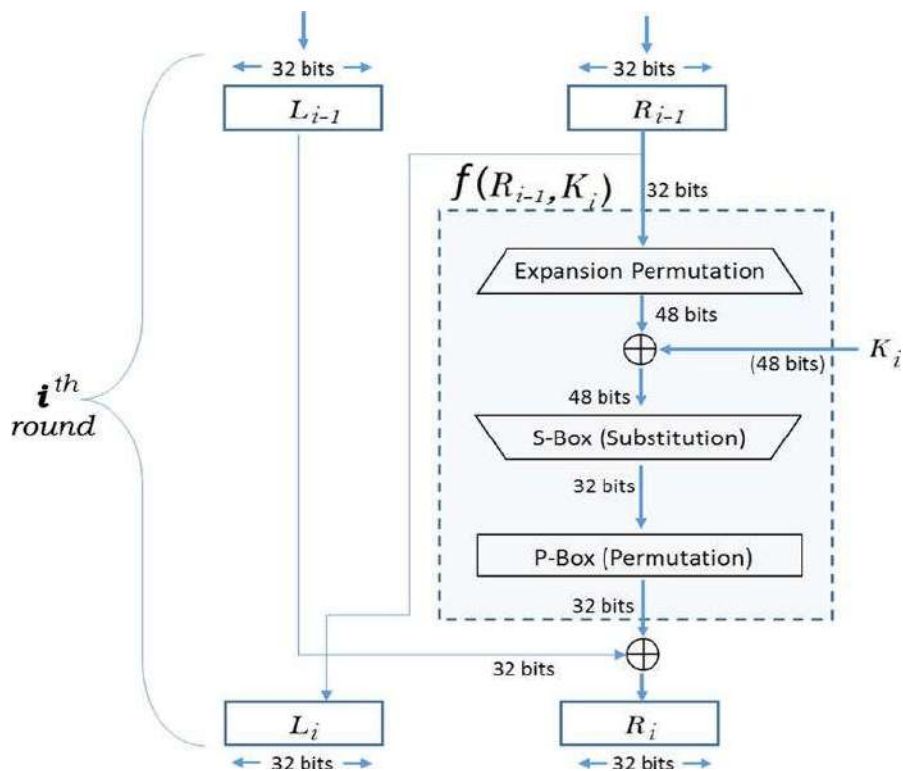 32 bits
32 bits
L_{i-1}
R_{i-1}
f(R_{i-1}, K_i)
32 bits
Expansion Permutation
48 bits
K_i
(48 bits)
i^{th}
round
48 bits
S-Box (Substitution)
32 bits
P-Box (Permutation)
32 bits
32 bits
L_i
R_i
32 bits
32 bits